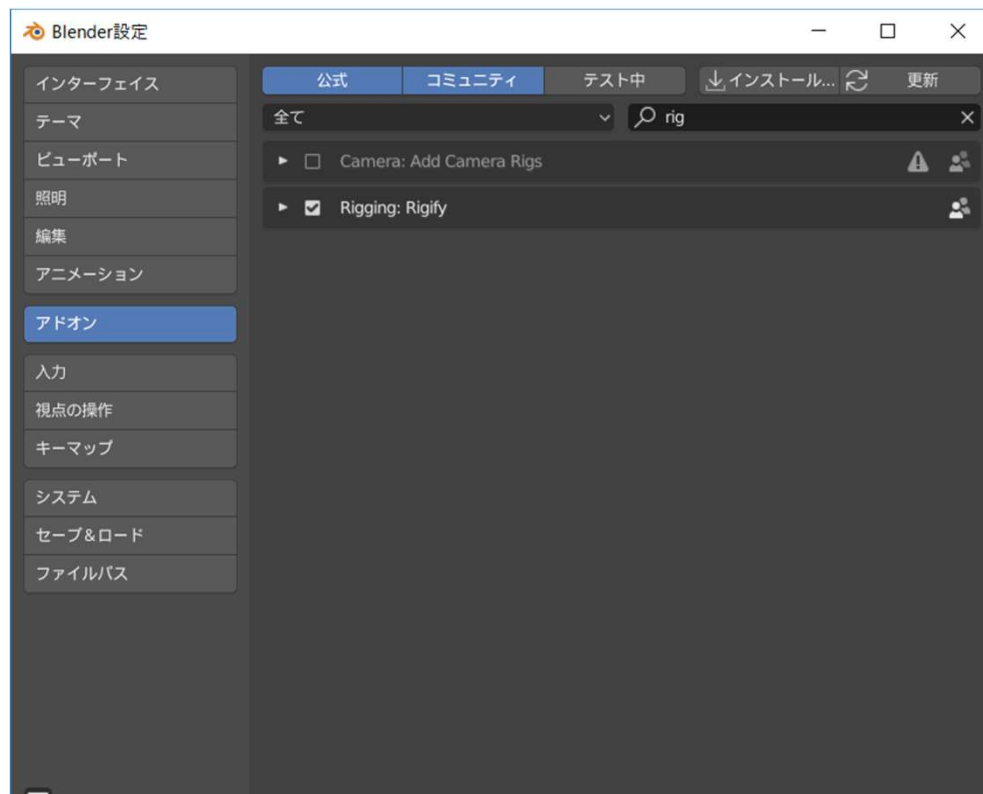 Blender設定
インターフェイス
テーマ
ビューポート
照明
編集
アニメーション
アドオン
入力
視点の操作
キーマップ
システム
セーブ＆ロード
ファイルパス
公式 コミュニティ テスト中 インストール... 更新
全て rig
Camera: Add Camera Rigs
Rigging: Rigify